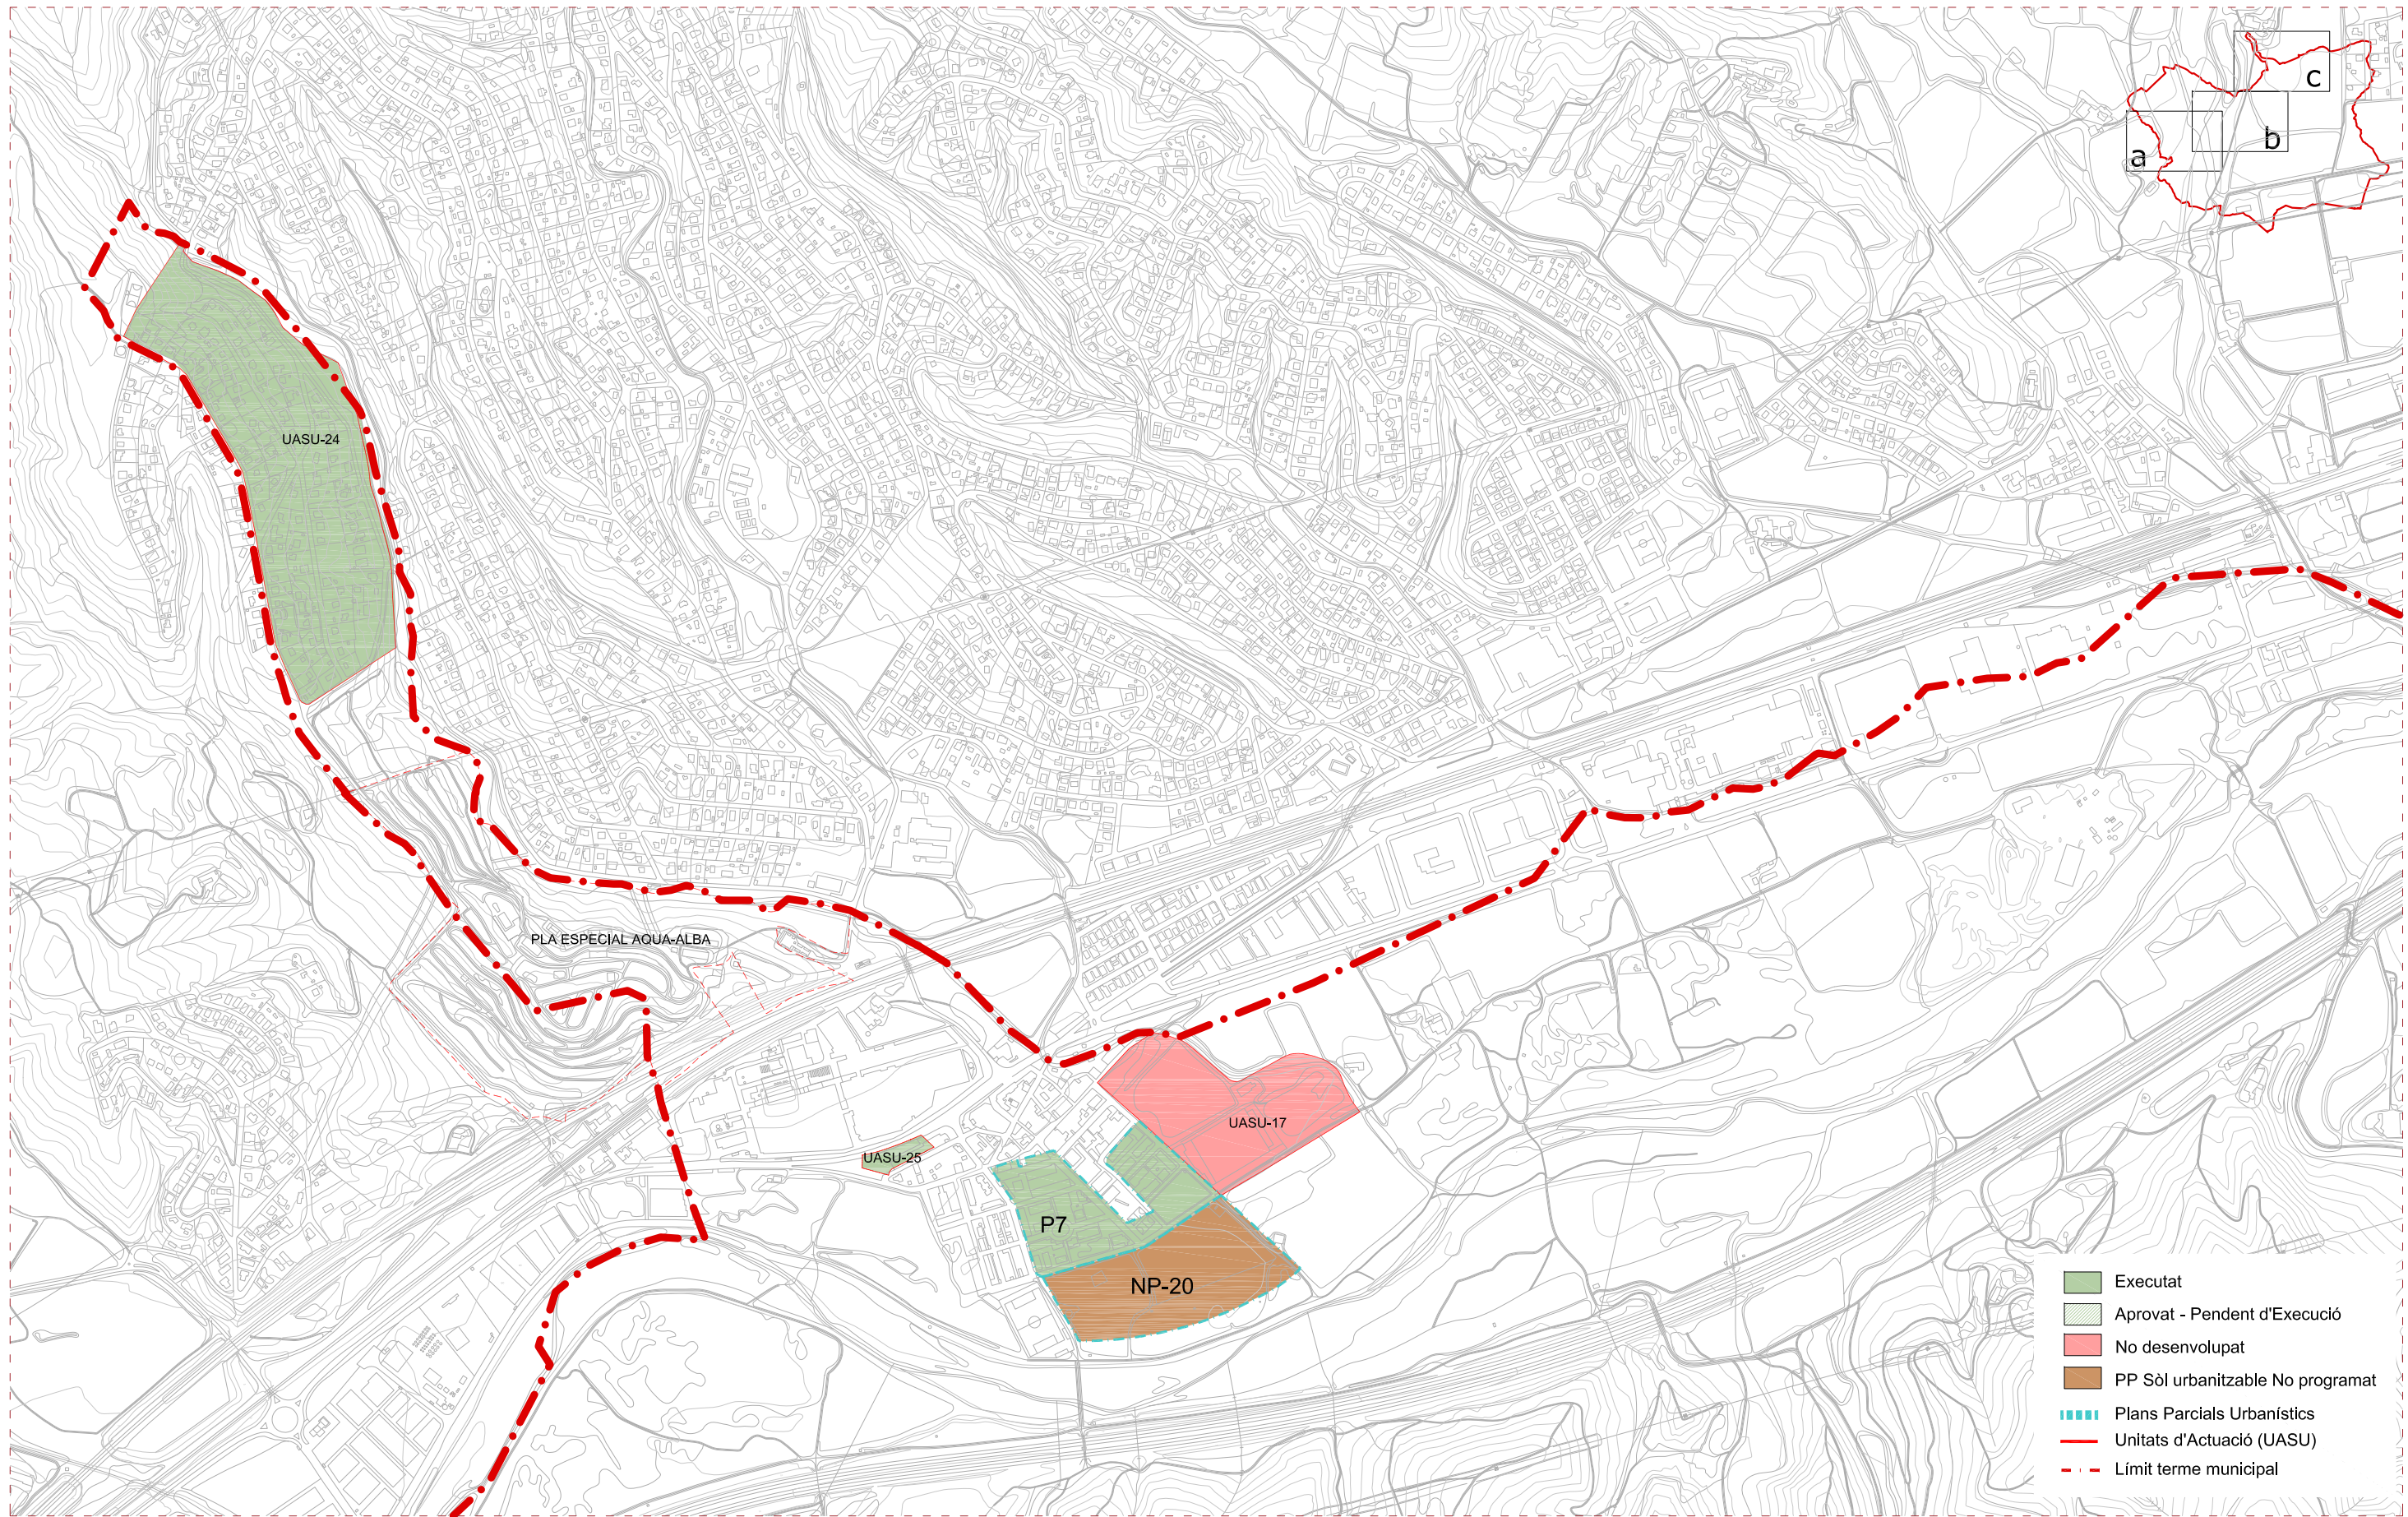 c
b
a
UASU-24
PLA ESPECIAL AQUA-ALBA
UASU-17
UASU-25
P7
NP-20
Executat
Aprovat - Pendent d'Execució
No desenvolupat
PP Sòl urbanitzable No programat
Plans Parcials Urbanístics
Unitats d'Actuació (UASU)
Límit terme municipal